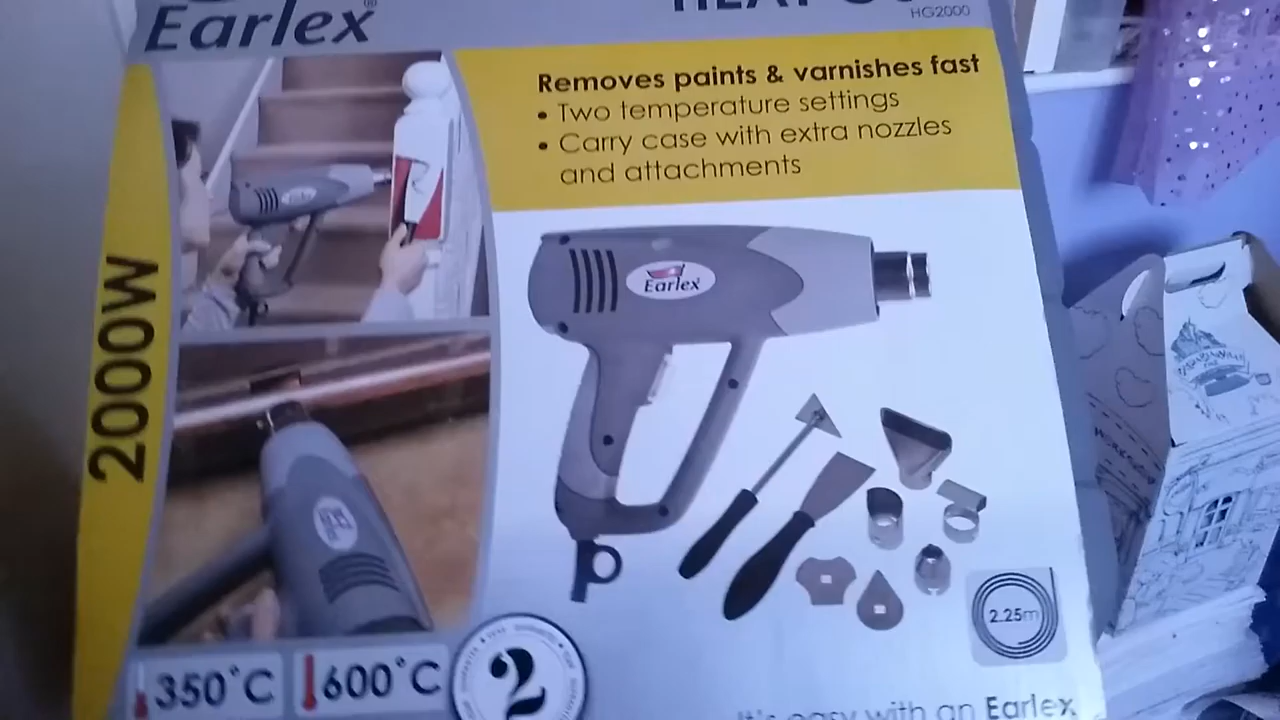 Earlex®
HEAT
HG2000
Removes paints & varnishes fast
• Two temperature settings
• Carry case with extra nozzles
and attachments
2000W
Earlex
350°C
600°C
2
2.25m
It's easy with an Earlex